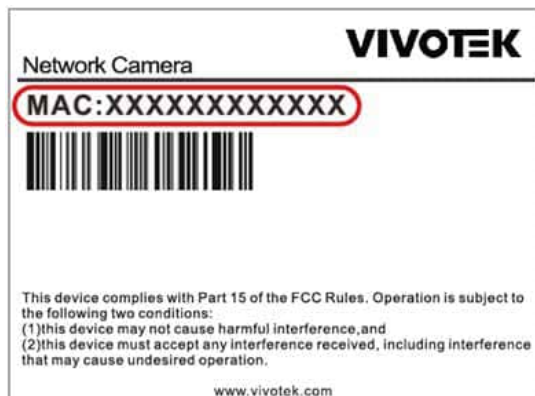 VIVOTEK
Network Camera
MAC:XXXXXXXXXXXX
This device complies with Part 15 of the FCC Rules. Operation is subject to
the following two conditions:
(1)this device may not cause harmful interference,and
(2)this device must accept any interference received, including interference
that may cause undesired operation.
www.vivotek.com